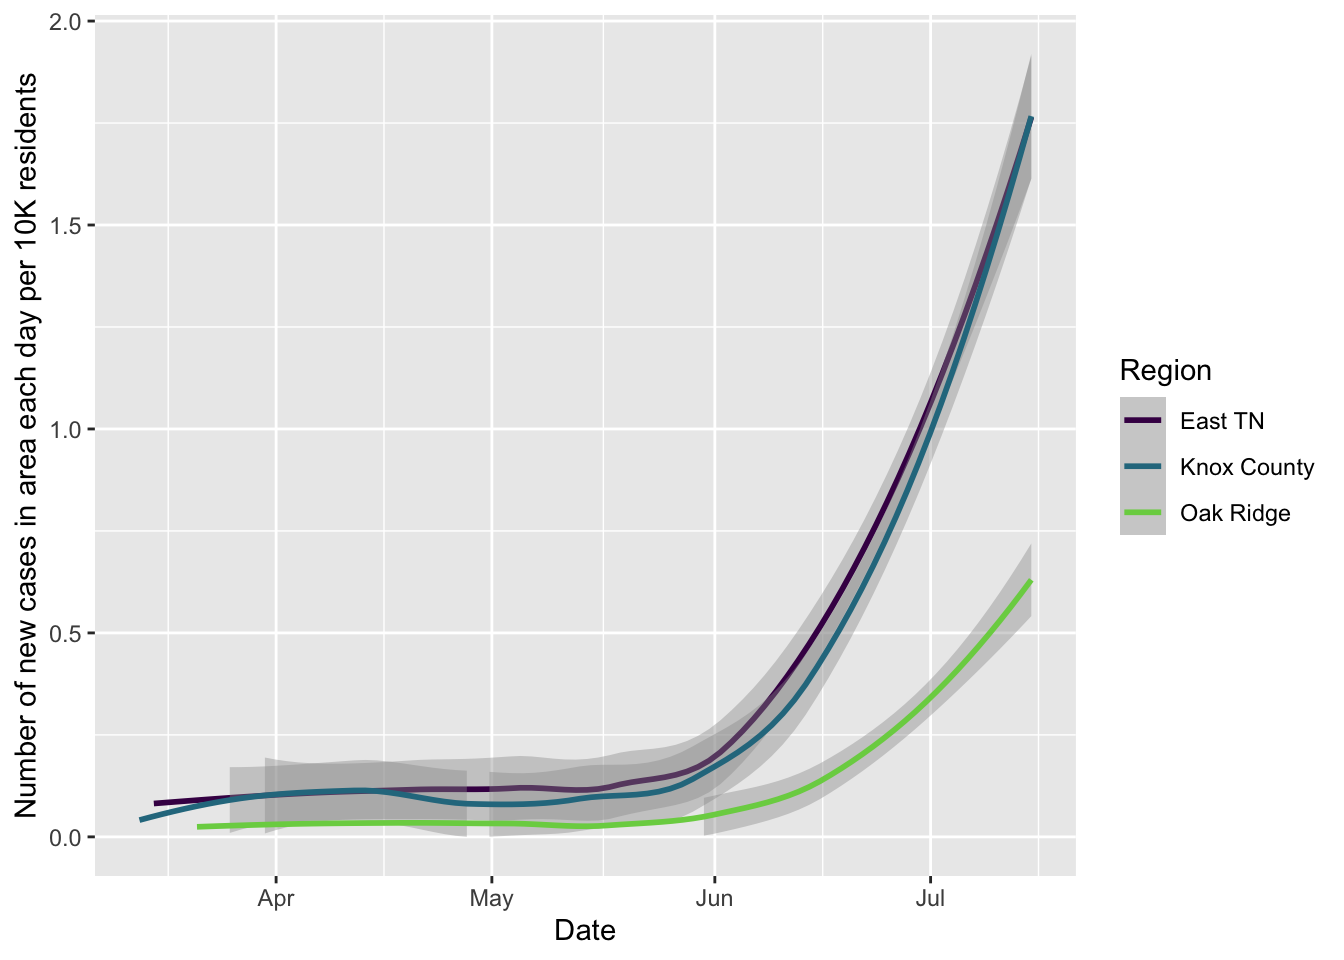 Number of new cases in area each day per 10K residents
2.0
1.5
1.0
0.5
0.0
Apr May Jun Jul
Date
Region
East TN
Knox County
Oak Ridge